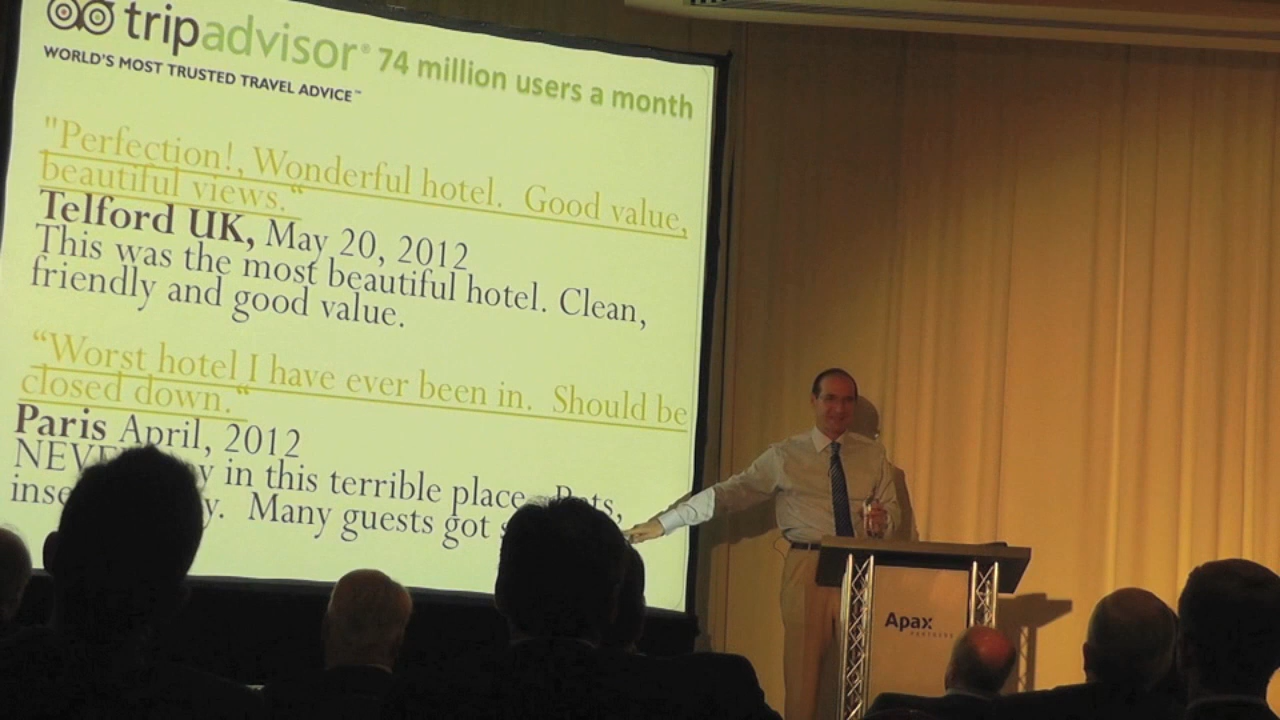 tripadvisor® 74 million users a month
WORLD'S MOST TRUSTED TRAVEL ADVICE™
"Perfection!, Wonderful hotel. Good value,
beautiful views.“
Telford UK, May 20, 2012
This was the most beautiful hotel. Clean,
friendly and good value.
“Worst hotel I have ever been in. Should be
closed down.“
Paris April, 2012
in this terrible place.
Many guests got
Apax
PARTNERS